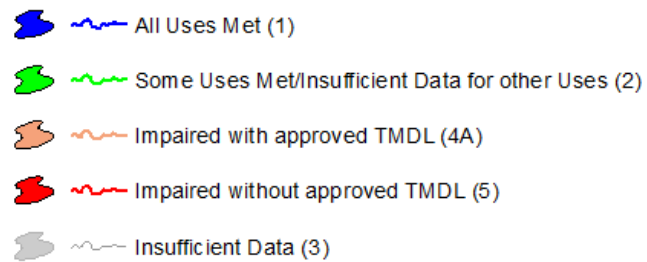 All Uses Met (1)
Some Uses Met/Insufficient Data for other Uses (2)
Impaired with approved TMDL (4A)
Impaired without approved TMDL (5)
Insufficient Data (3)